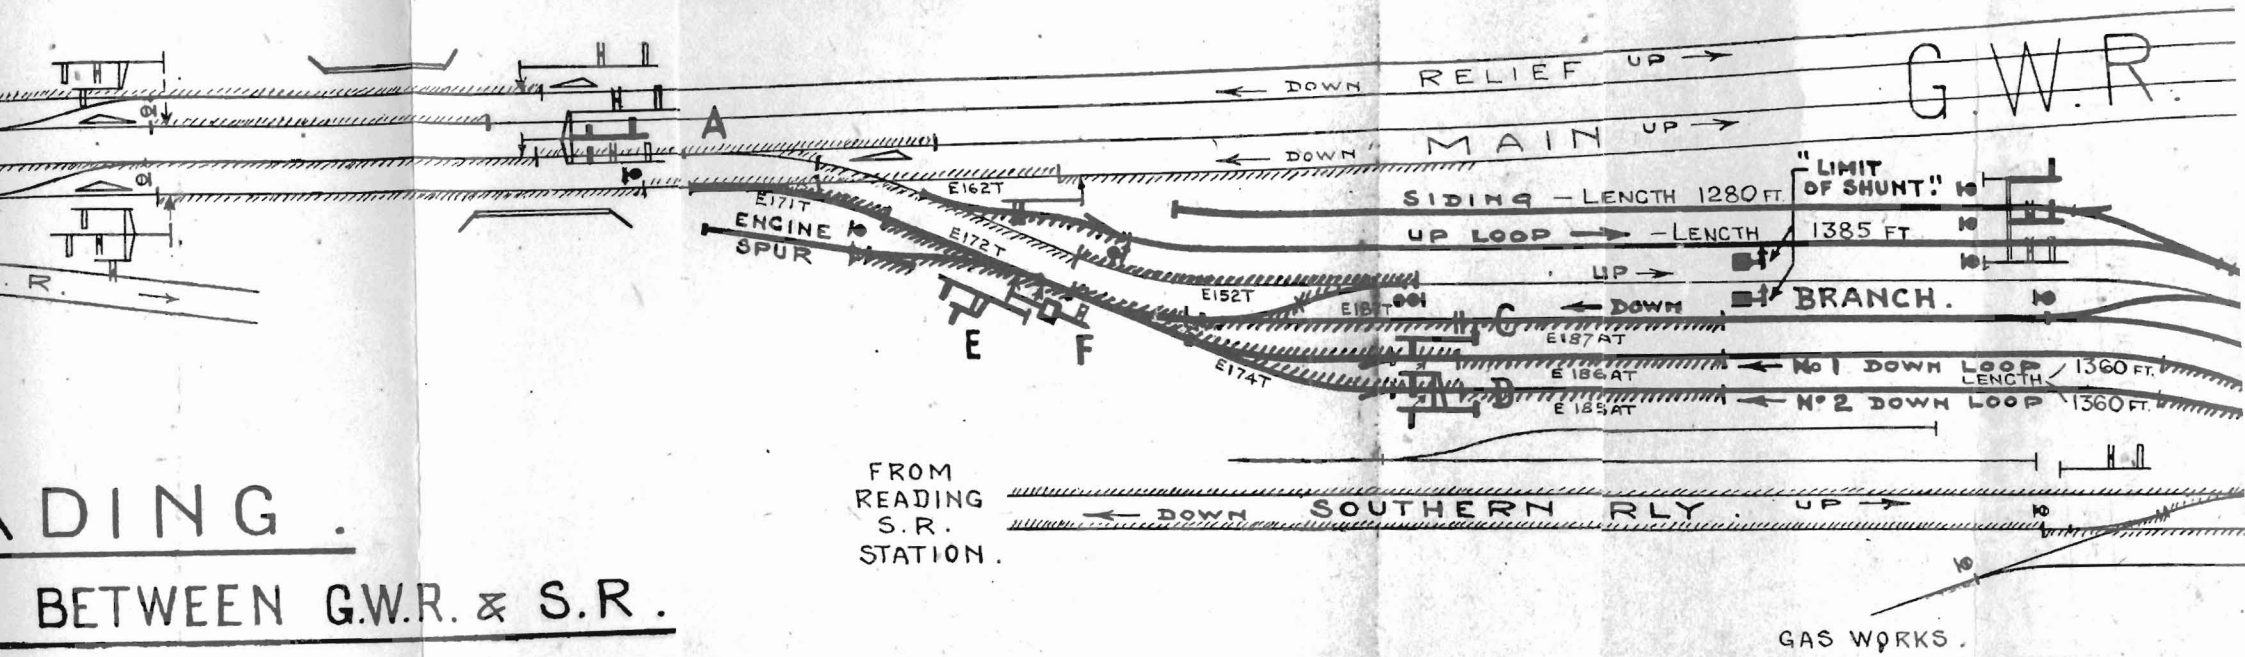 G. W. R.
DOWN RELIEF UP
DOWN MAIN UP
A
"LIMIT
OF SHUNT."
SIDING - LENGTH 1280 FT.
UP LOOP - LENGTH 1385 FT
UP
DOWN BRANCH.
E162T
E171T
ENGINE
SPUR
E172T
E152T
E187AT
C
E
F
E174T
E186AT
No 1 DOWN LOOP 1360 FT.
LENGTH
D
E185AT
No 2 DOWN LOOP 1360 FT.
R.
FROM
READING
S.R.
STATION.
DOWN SOUTHERN RLY. UP
GAS WORKS.
DING.
BETWEEN G.W.R. & S.R.